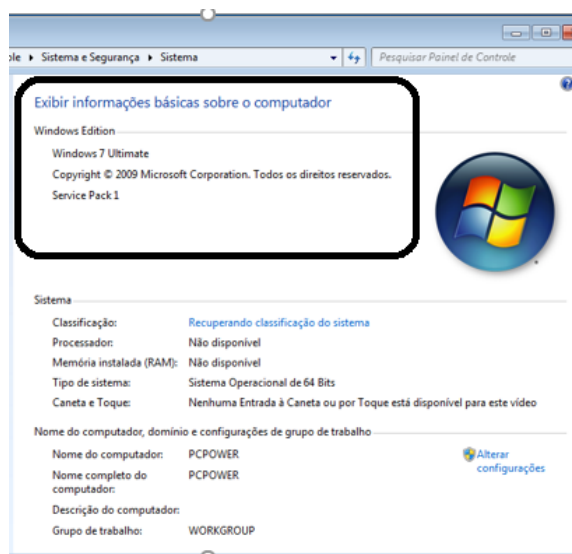 ole ▸ Sistema e Segurança ▸ Sistema
Pesquisar Painel de Controle
Exibir informações básicas sobre o computador
Windows Edition
Windows 7 Ultimate
Copyright © 2009 Microsoft Corporation. Todos os direitos reservados.
Service Pack 1
Sistema
Classificação: Recuperando classificação do sistema
Processador: Não disponível
Memória instalada (RAM): Não disponível
Tipo de sistema: Sistema Operacional de 64 Bits
Caneta e Toque: Nenhuma Entrada à Caneta ou por Toque está disponível para este vídeo
Nome do computador, domínio e configurações de grupo de trabalho
Nome do computador: PCPOWER
Alterar
configurações
Nome completo do
computador:
PCPOWER
Descrição do computador:
Grupo de trabalho: WORKGROUP